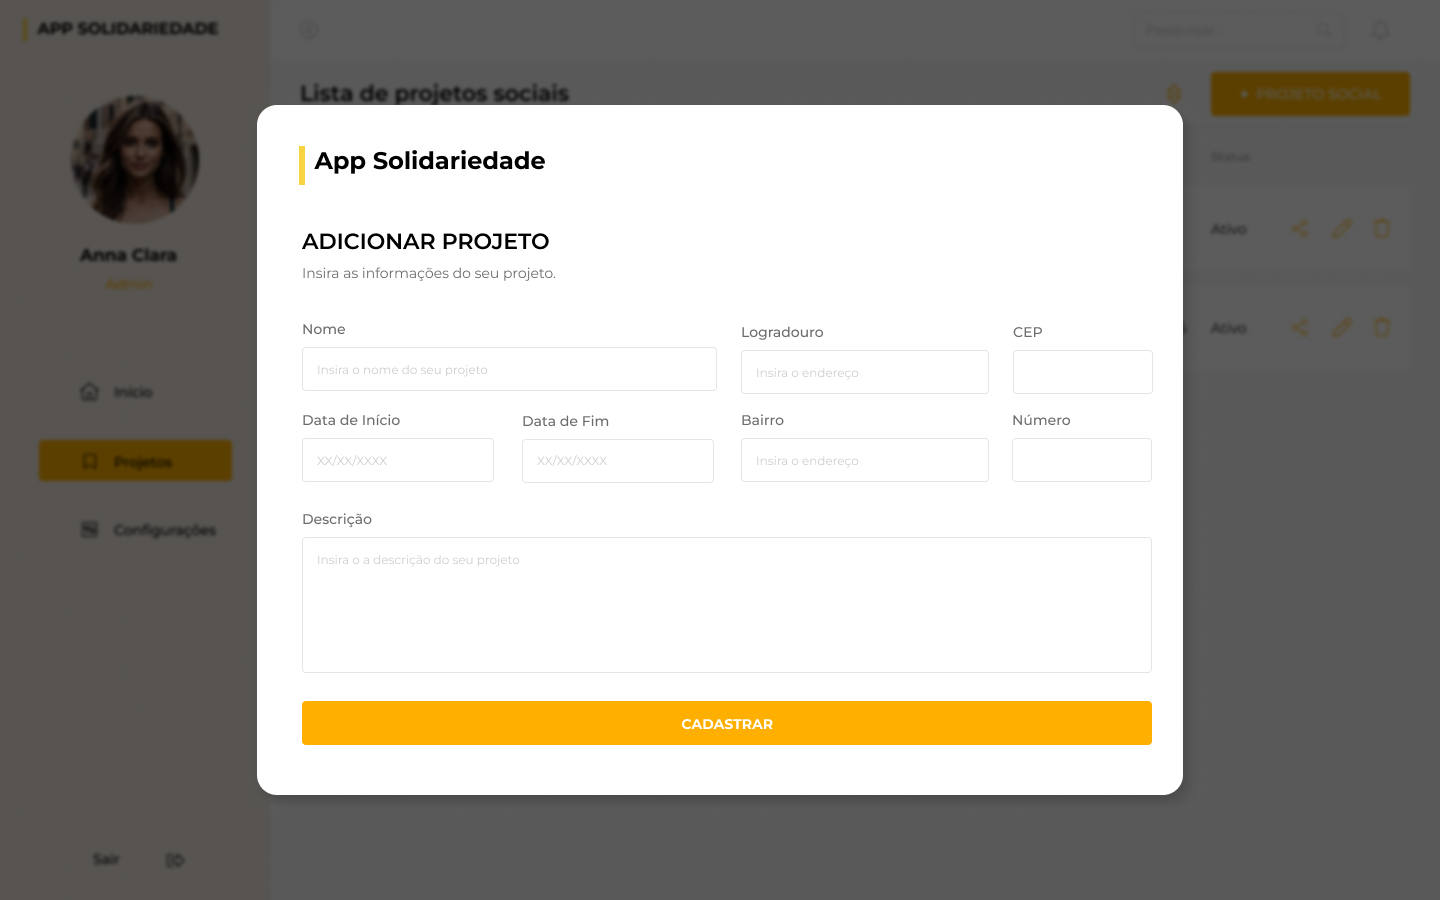 APP SOLIDARIEDADE
Pesquisar...
Lista de projetos sociais
+ PROJETO SOCIAL
Status
Anna Clara
Admin
Ativo
Ativo
Início
Projetos
Configurações
Sair
App Solidariedade
ADICIONAR PROJETO
Insira as informações do seu projeto.
Nome
Insira o nome do seu projeto
Logradouro
Insira o endereço
CEP
Data de Início
XX/XX/XXXX
Data de Fim
XX/XX/XXXX
Bairro
Insira o endereço
Número
Descrição
Insira o a descrição do seu projeto
CADASTRAR